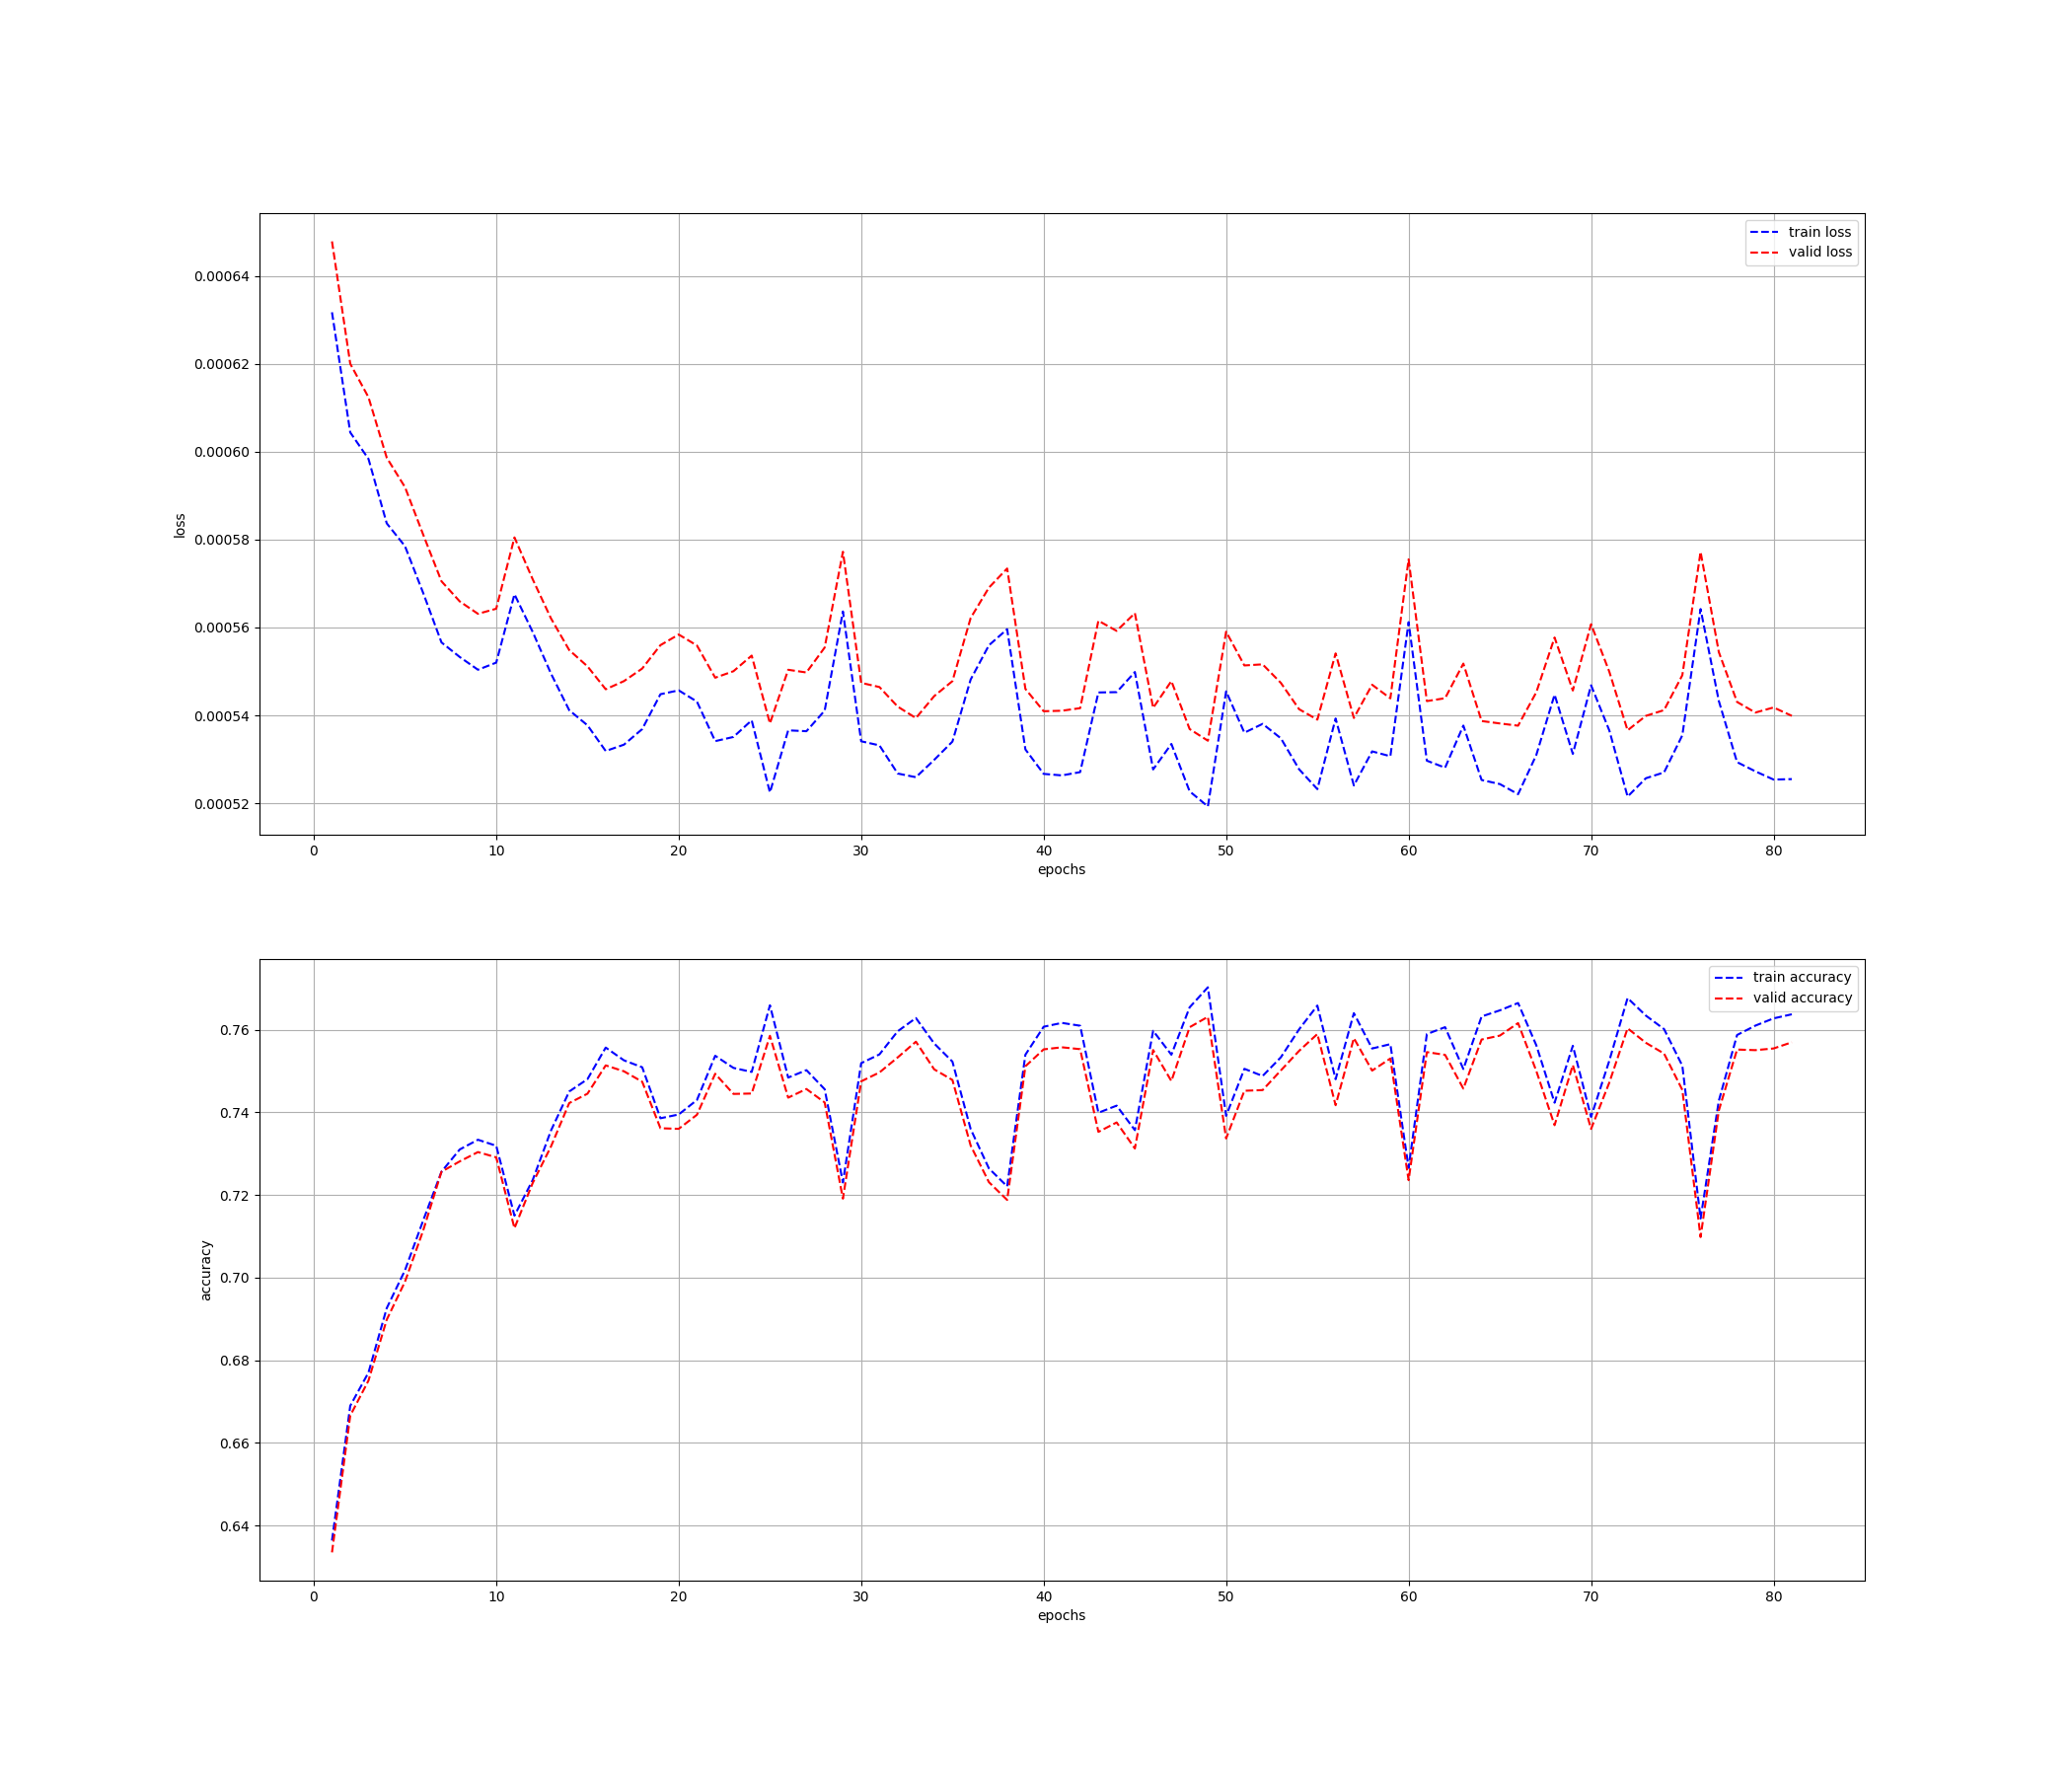 train loss
valid loss
0.00064
0.00062
0.00060
0.00058
0.00056
0.00054
0.00052
loss
0 10 20 30 40 50 60 70 80
epochs
train accuracy
valid accuracy
0.76
0.74
0.72
0.70
0.68
0.66
0.64
accuracy
0 10 20 30 40 50 60 70 80
epochs